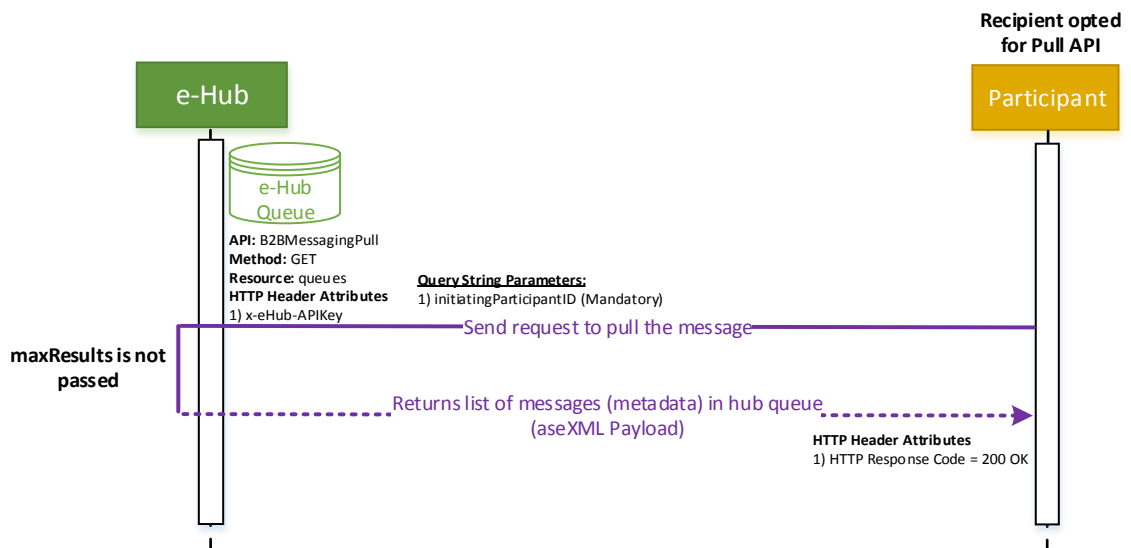 Recipient opted
for Pull API
e-Hub
Participant
e-Hub
Queue
API: B2BMessagingPull
Method: GET
Resource: queues
HTTP Header Attributes
1) x-eHub-APIKey
Query String Parameters:
1) initiatingParticipantID (Mandatory)
Send request to pull the message
maxResults is not
passed
Returns list of messages (metadata) in hub queue
(aseXML Payload)
HTTP Header Attributes
1) HTTP Response Code = 200 OK